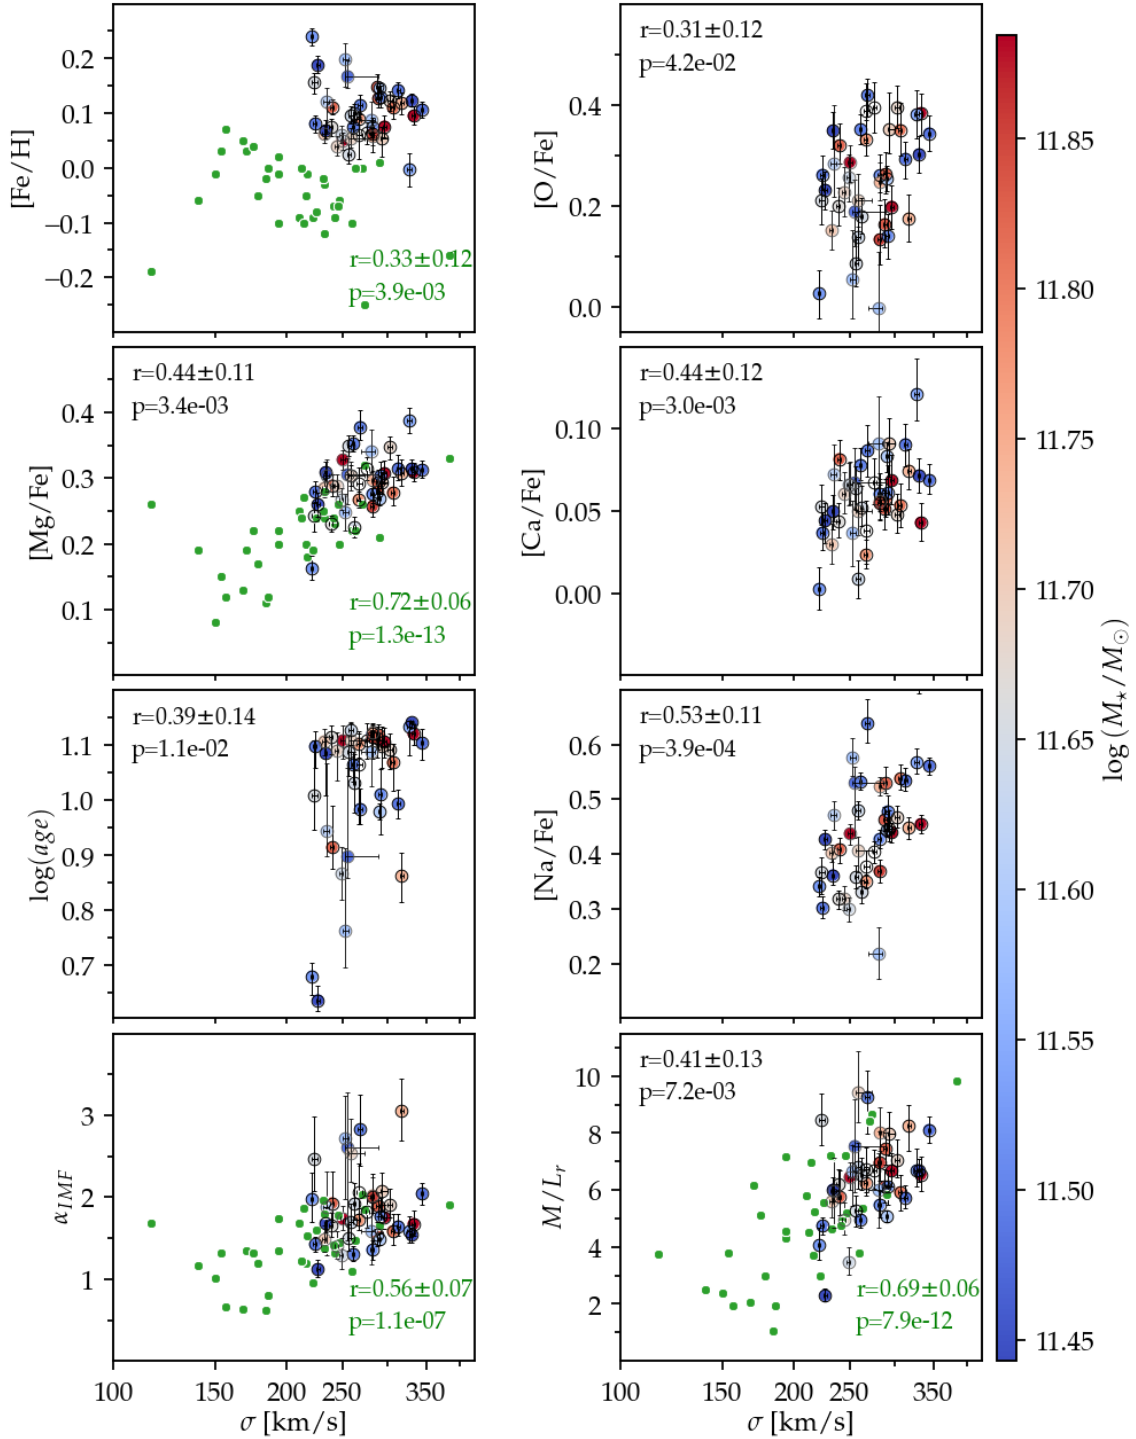 0.2
0.1
0.0
−0.1
−0.2
[Fe/H]
r=0.33±0.12
p=3.9e-03
0.4
0.2
0.0
[O/Fe]
r=0.31±0.12
p=4.2e-02
0.4
0.3
0.2
0.1
[Mg/Fe]
r=0.44±0.11
p=3.4e-03
r=0.72±0.06
p=1.3e-13
0.10
0.05
0.00
[Ca/Fe]
r=0.44±0.12
p=3.0e-03
1.1
1.0
0.9
0.8
0.7
log(age)
r=0.39±0.14
p=1.1e-02
0.6
0.5
0.4
0.3
0.2
[Na/Fe]
r=0.53±0.11
p=3.9e-04
3
2
1
α_IMF
r=0.56±0.07
p=1.1e-07
100 150 200 250 350
σ [km/s]
10
8
6
4
2
M/L_r
r=0.41±0.13
p=7.2e-03
r=0.69±0.06
p=7.9e-12
100 150 200 250 350
σ [km/s]
11.85
11.80
11.75
11.70
11.65
11.60
11.55
11.50
11.45
log (M⋆/M⊙)